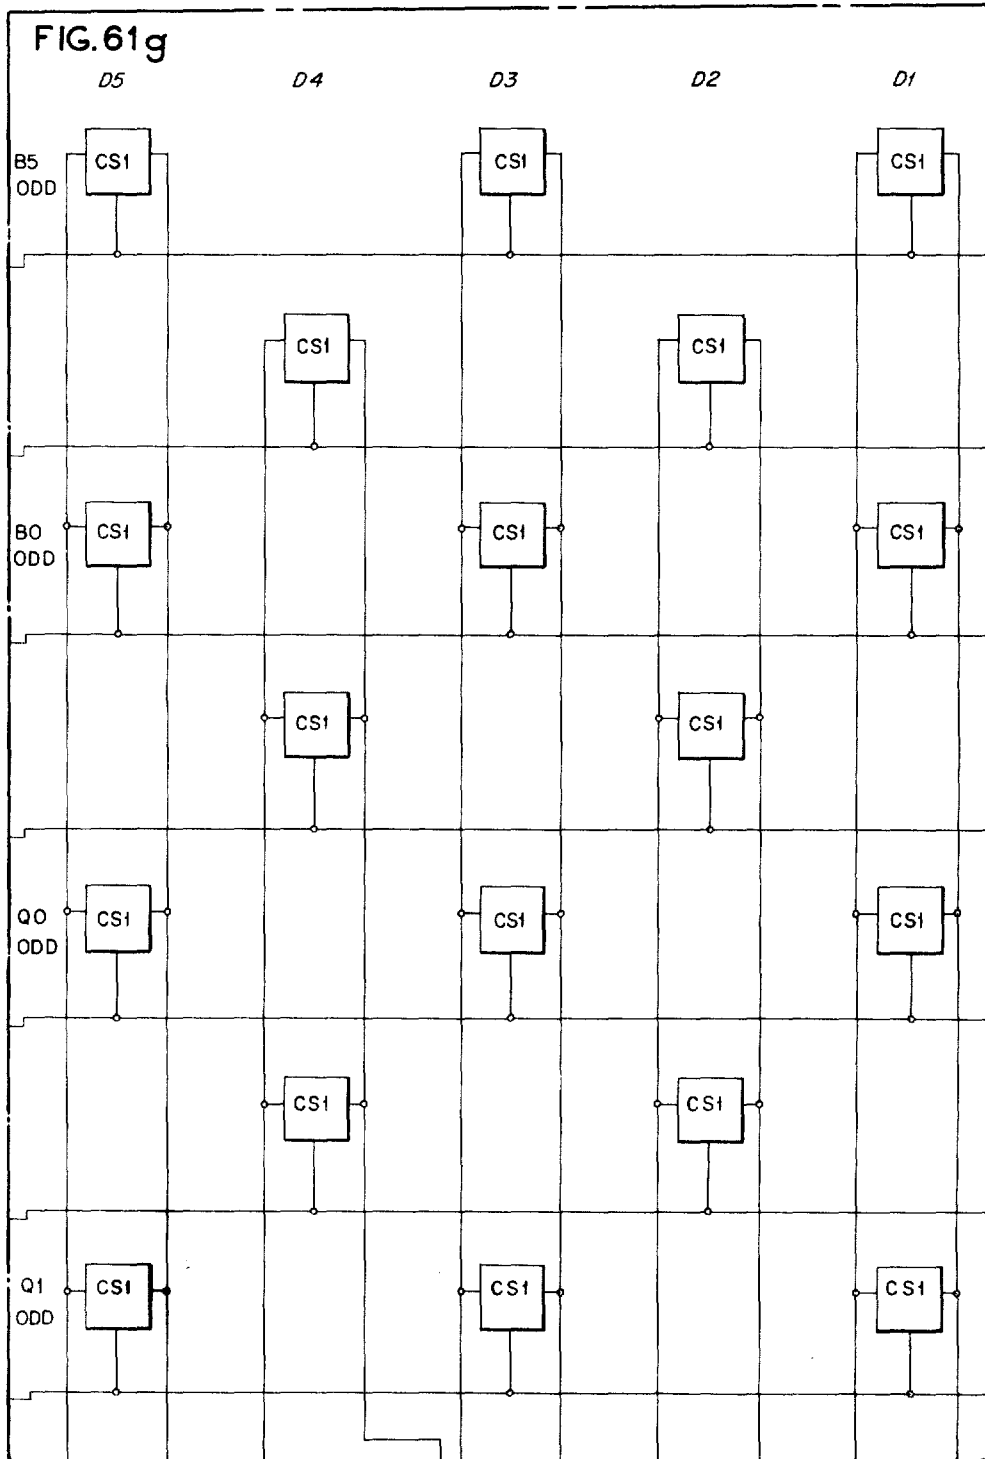 FIG. 61g
D5 D4 D3 D2 D1
B5 ODD CS1 CS1 CS1
CS1 CS1
B0 ODD CS1 CS1 CS1
CS1 CS1
Q0 ODD CS1 CS1 CS1
CS1 CS1
Q1 ODD CS1 CS1 CS1